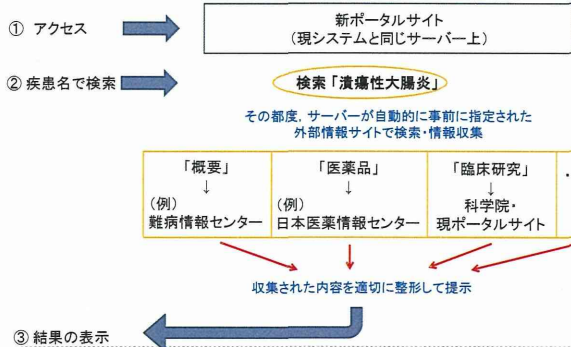 ① アクセス
新ポータルサイト
(現システムと同じサーバー上)
② 疾患名で検索
検索「潰瘍性大腸炎」
その都度，サーバーが自動的に事前に指定された
外部情報サイトで検索・情報収集
「概要」
↓
(例)
難病情報センター
「医薬品」
↓
(例)
日本医薬情報センター
「臨床研究」
↓
科学院・
現ポータルサイト
収集された内容を適切に整形して提示
③ 結果の表示